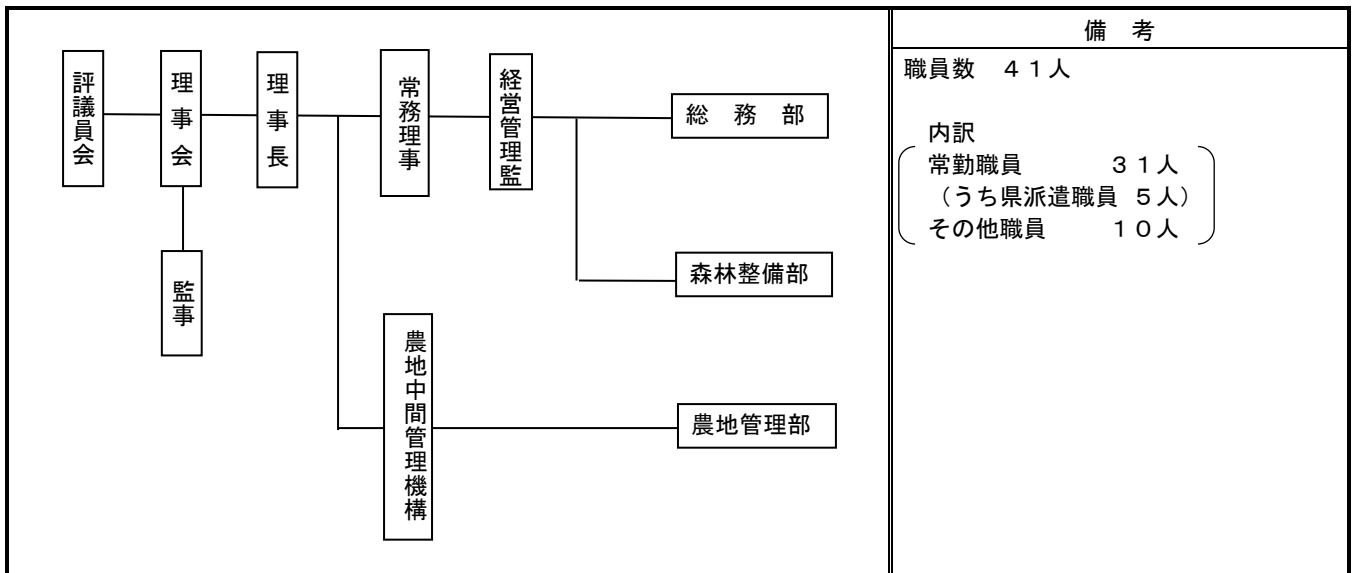 評議員会
理事会
理事長
常務理事
経営管理監
総　務　部
監事
森林整備部
農地中間管理機構
農地管理部
備　考
職員数　４１人
内訳
常勤職員　　　３１人
（うち県派遣職員　５人）
その他職員　　　１０人